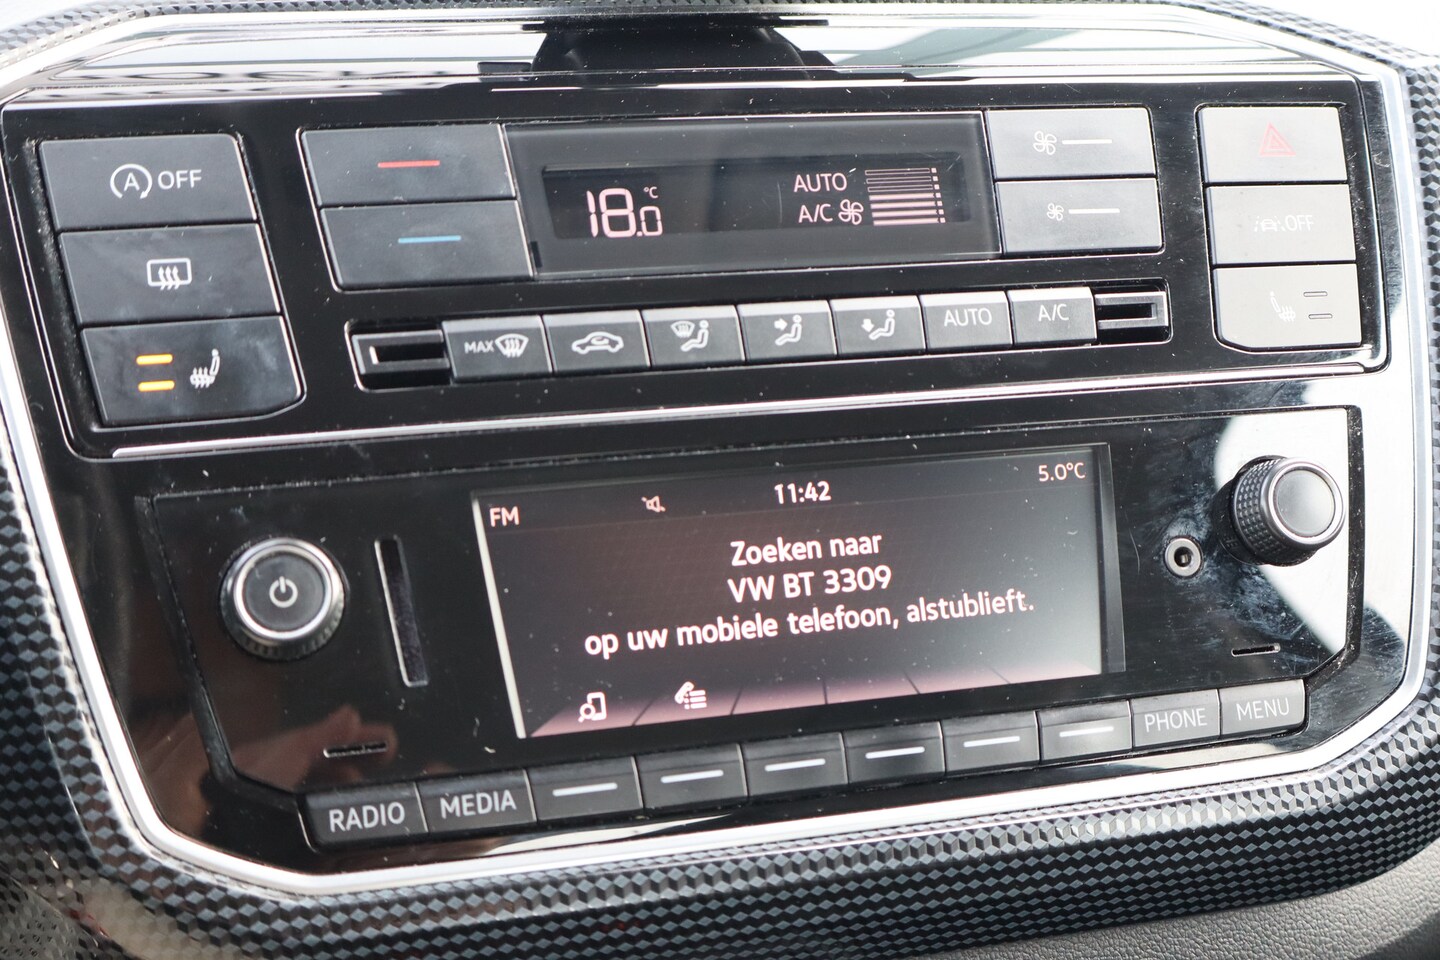 OFF
18.0 °C
AUTO
A/C
OFF
MAX
AUTO
A/C
FM
11:42
5.0°C
Zoeken naar
VW BT 3309
op uw mobiele telefoon, alstublieft.
RADIO
MEDIA
PHONE
MENU